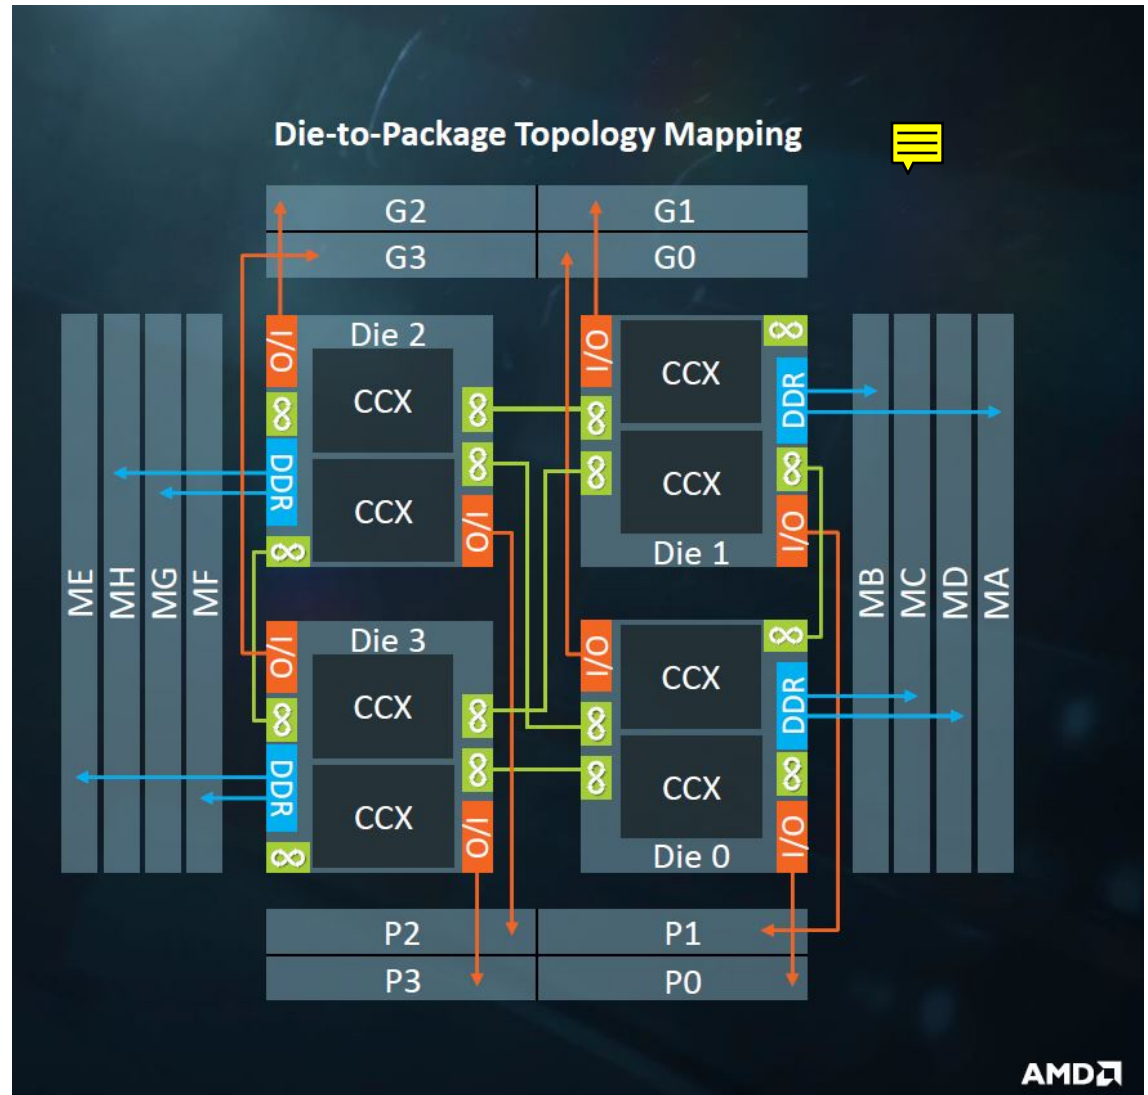 Die-to-Package Topology Mapping
G2
G1
G3
G0
I/O
Die 2
CCX
CCX
DDR
I/O
I/O
CCX
CCX
Die 1
DDR
I/O
ME
MH
MG
MF
MB
MC
MD
MA
I/O
Die 3
CCX
CCX
DDR
I/O
I/O
CCX
CCX
Die 0
DDR
I/O
P2
P1
P3
P0
AMD